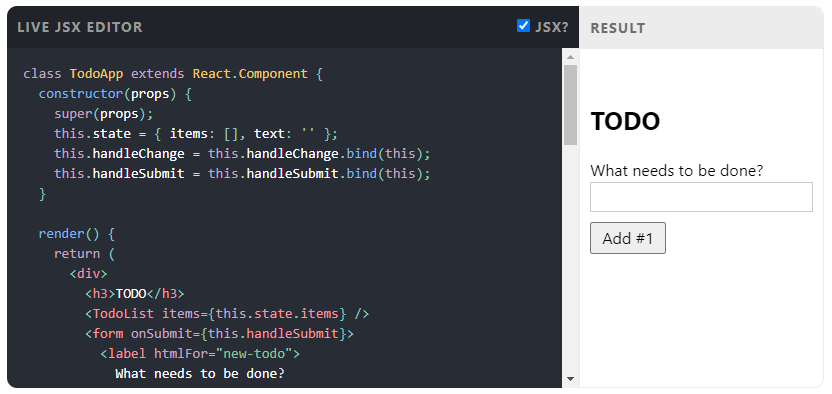 LIVE JSX EDITOR JSX?
class TodoApp extends React.Component {
constructor(props) {
super(props);
this.state = { items: [], text: '' };
this.handleChange = this.handleChange.bind(this);
this.handleSubmit = this.handleSubmit.bind(this);
}
render() {
return (
<div>
<h3>TODO</h3>
<TodoList items={this.state.items} />
<form onSubmit={this.handleSubmit}>
<label htmlFor="new-todo">
What needs to be done?
RESULT
TODO
What needs to be done?
Add #1